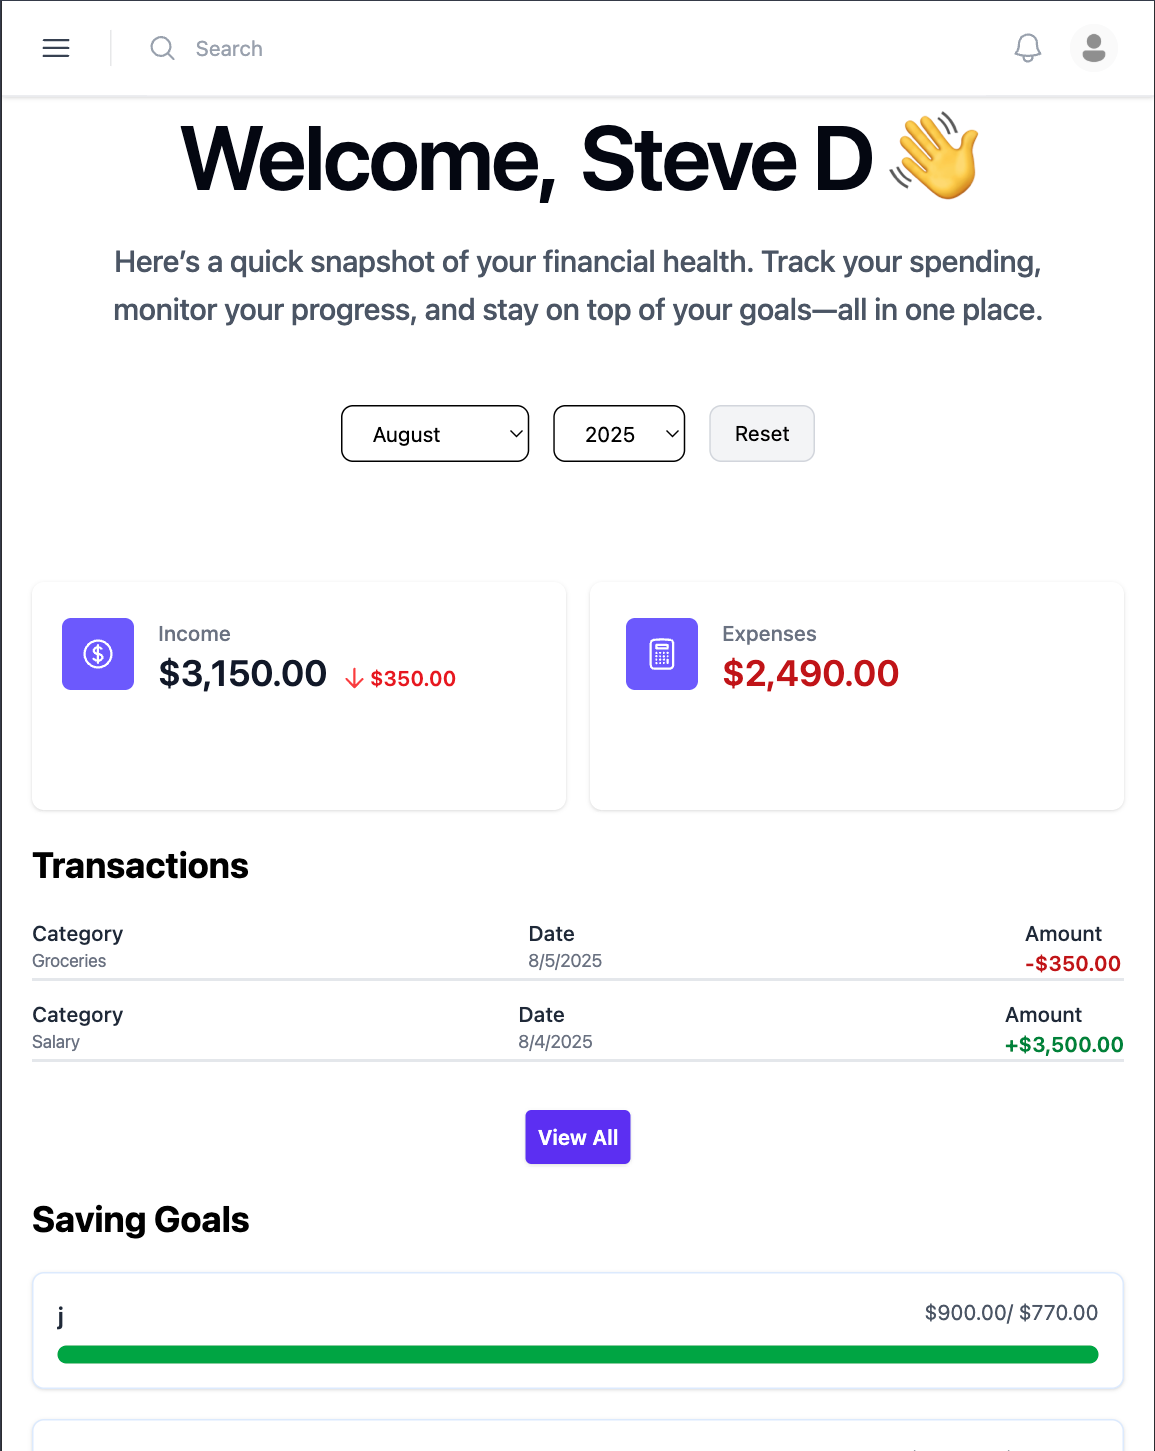 Search
Welcome, Steve D 👋
Here’s a quick snapshot of your financial health. Track your spending,
monitor your progress, and stay on top of your goals—all in one place.
August 2025 Reset
Income
$3,150.00 ↓ $350.00
Expenses
$2,490.00
Transactions
Category Date Amount
Groceries 8/5/2025 -$350.00
Category Date Amount
Salary 8/4/2025 +$3,500.00
View All
Saving Goals
j $900.00/ $770.00